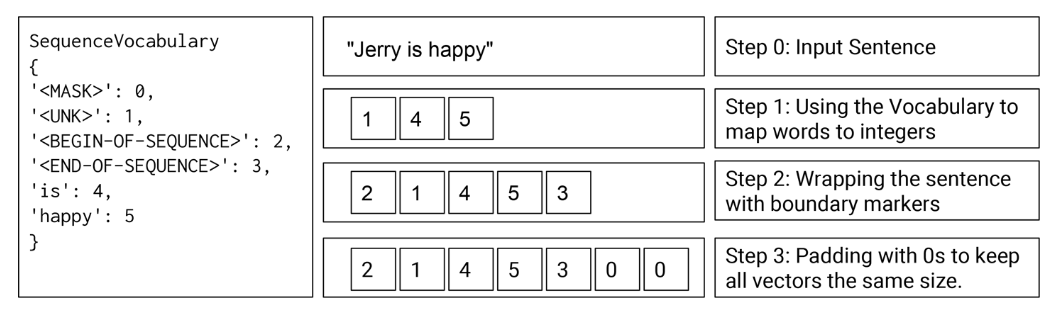 SequenceVocabulary
{
'<MASK>': 0,
'<UNK>': 1,
'<BEGIN-OF-SEQUENCE>': 2,
'<END-OF-SEQUENCE>': 3,
'is': 4,
'happy': 5
}
"Jerry is happy"
Step 0: Input Sentence
1 4 5
Step 1: Using the Vocabulary to
map words to integers
2 1 4 5 3
Step 2: Wrapping the sentence
with boundary markers
2 1 4 5 3 0 0
Step 3: Padding with 0s to keep
all vectors the same size.